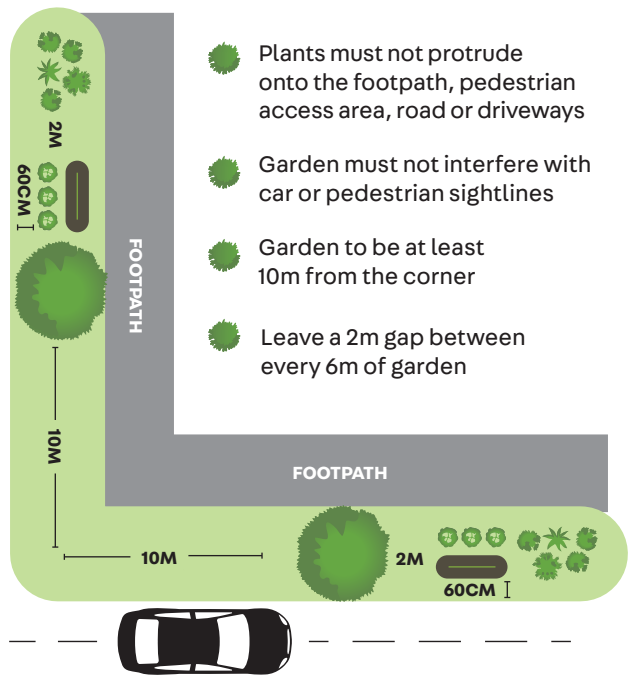 Plants must not protrude
onto the footpath, pedestrian
access area, road or driveways
Garden must not interfere with
car or pedestrian sightlines
Garden to be at least
10m from the corner
Leave a 2m gap between
every 6m of garden
2M
60CM
FOOTPATH
10M
FOOTPATH
10M
2M
60CM